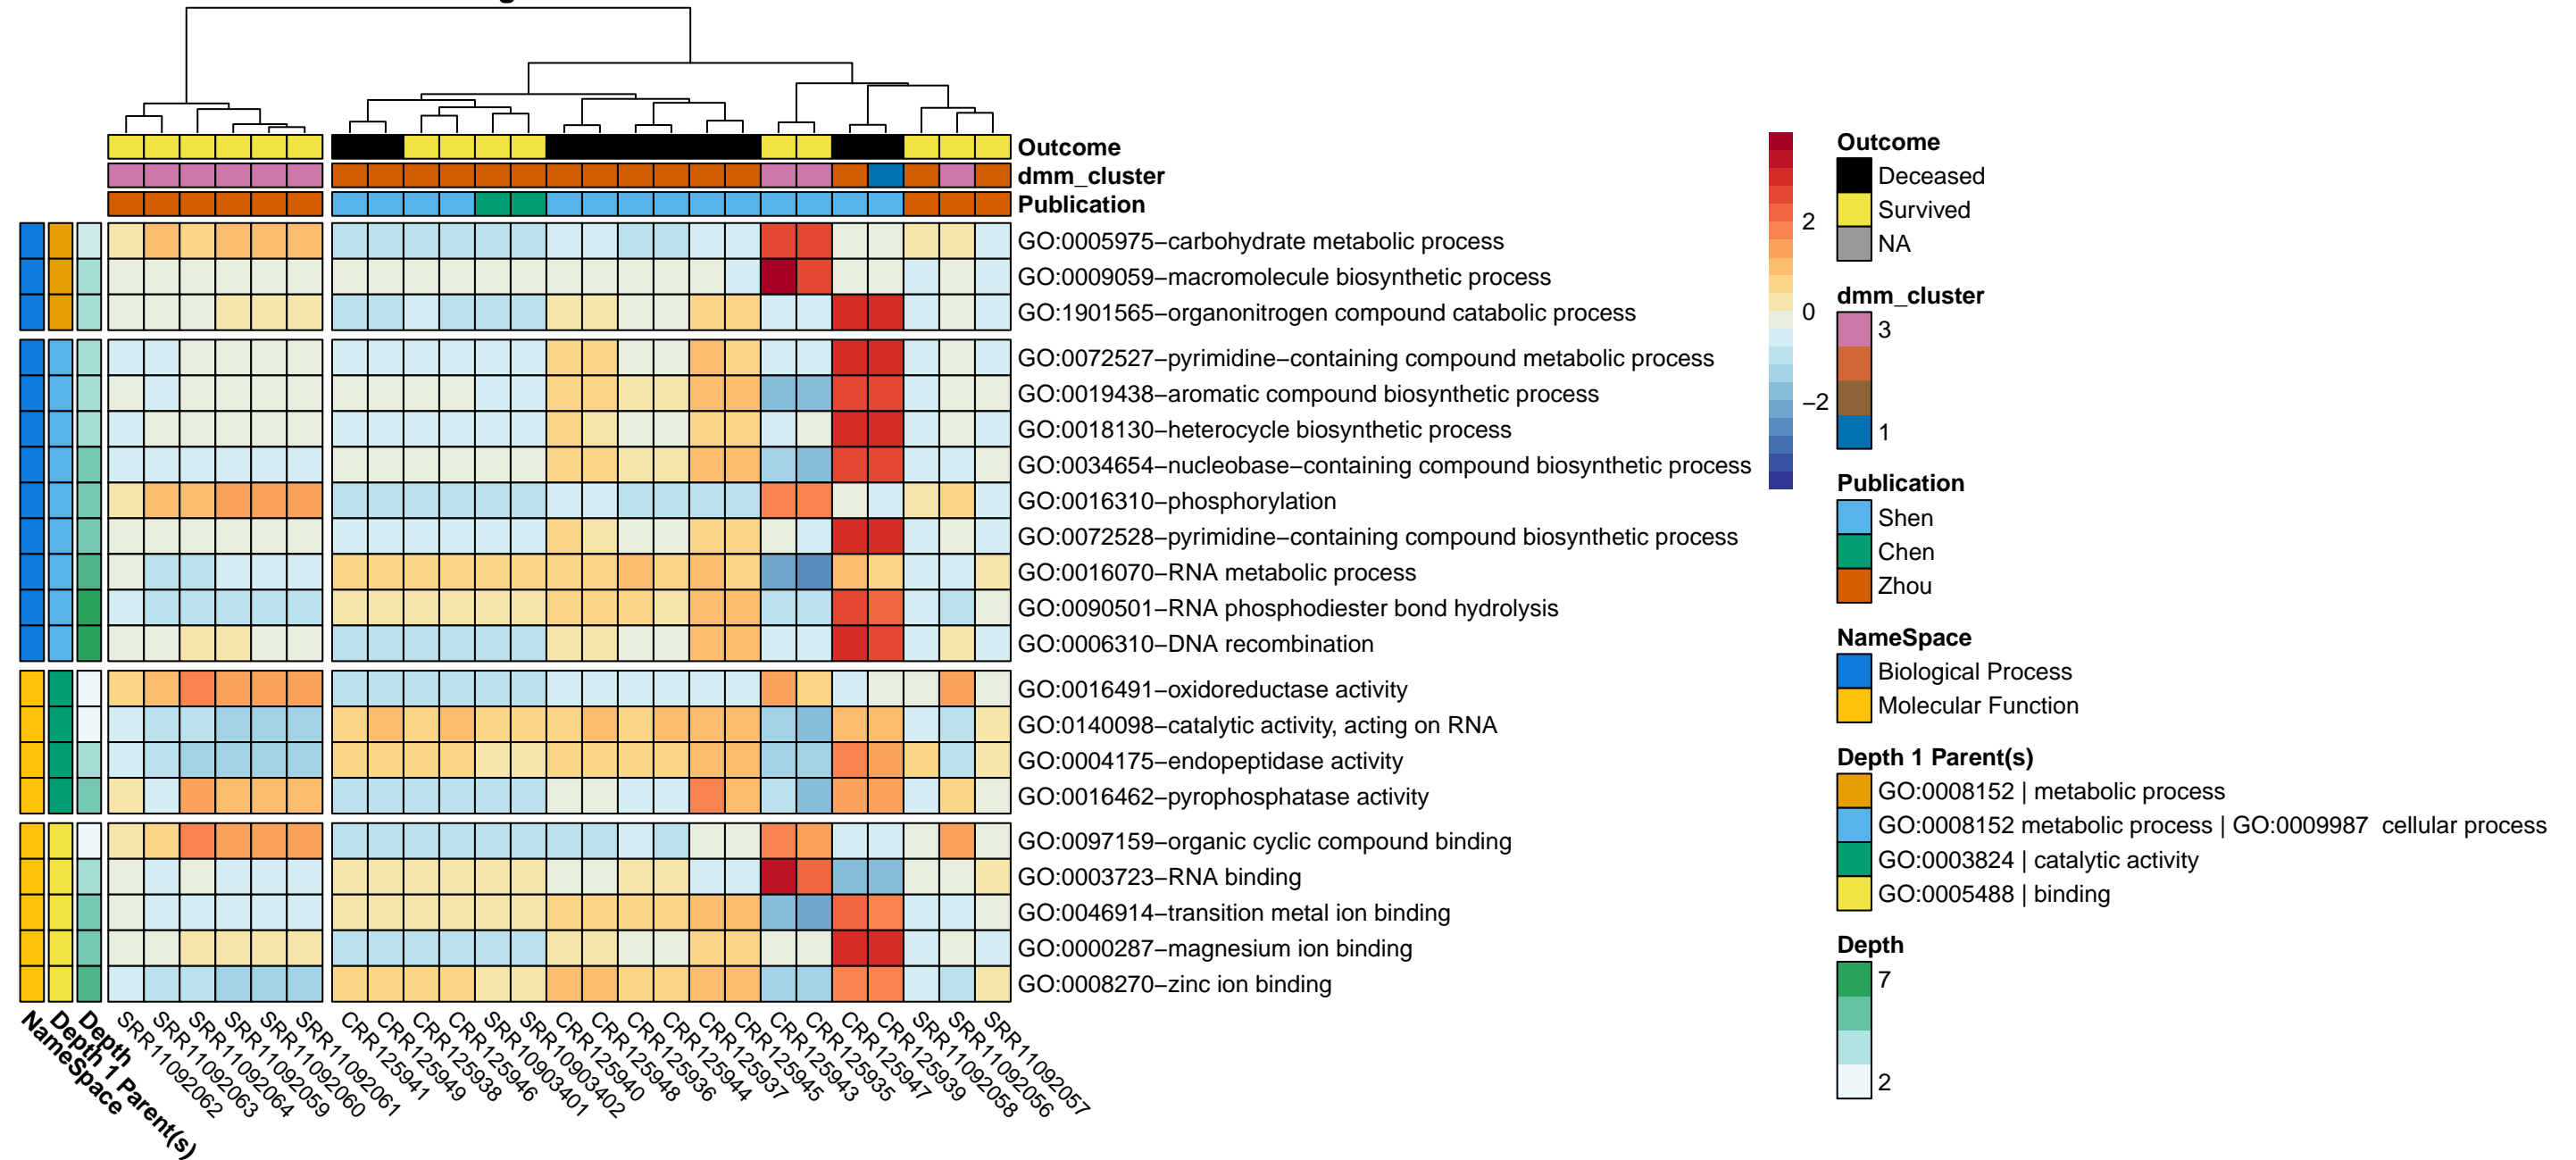 Outcome
dmm_cluster
Publication
GO:0005975−carbohydrate metabolic process
GO:0009059−macromolecule biosynthetic process
GO:1901565−organonitrogen compound catabolic process
GO:0072527−pyrimidine−containing compound metabolic process
GO:0019438−aromatic compound biosynthetic process
GO:0018130−heterocycle biosynthetic process
GO:0034654−nucleobase−containing compound biosynthetic process
GO:0016310−phosphorylation
GO:0072528−pyrimidine−containing compound biosynthetic process
GO:0016070−RNA metabolic process
GO:0090501−RNA phosphodiester bond hydrolysis
GO:0006310−DNA recombination
GO:0016491−oxidoreductase activity
GO:0140098−catalytic activity, acting on RNA
GO:0004175−endopeptidase activity
GO:0016462−pyrophosphatase activity
GO:0097159−organic cyclic compound binding
GO:0003723−RNA binding
GO:0046914−transition metal ion binding
GO:0000287−magnesium ion binding
GO:0008270−zinc ion binding
NameSpace
Depth 1 Parent(s)
Depth
SRR11092062
SRR11092063
SRR11092064
SRR11092059
SRR11092060
SRR11092061
CRR125941
CRR125949
CRR125938
CRR125946
SRR10903401
SRR10903402
CRR125940
CRR125948
CRR125936
CRR125944
CRR125937
CRR125945
CRR125943
CRR125935
CRR125947
CRR125939
SRR11092058
SRR11092056
SRR11092057
2
0
−2
Outcome
Deceased
Survived
NA
dmm_cluster
3
1
Publication
Shen
Chen
Zhou
NameSpace
Biological Process
Molecular Function
Depth 1 Parent(s)
GO:0008152 | metabolic process
GO:0008152 metabolic process | GO:0009987  cellular process
GO:0003824 | catalytic activity
GO:0005488 | binding
Depth
7
2